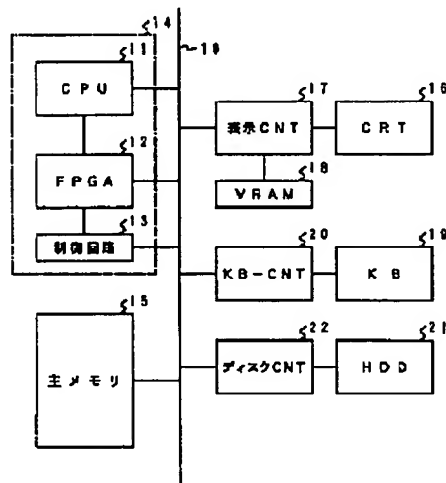 14
11
CPU
10
17
16
表示CNT
CRT
12
FPGA
18
VRAM
13
制御回路
20
19
KB-CNT
KB
15
主メモリ
22
21
ディスクCNT
HDD